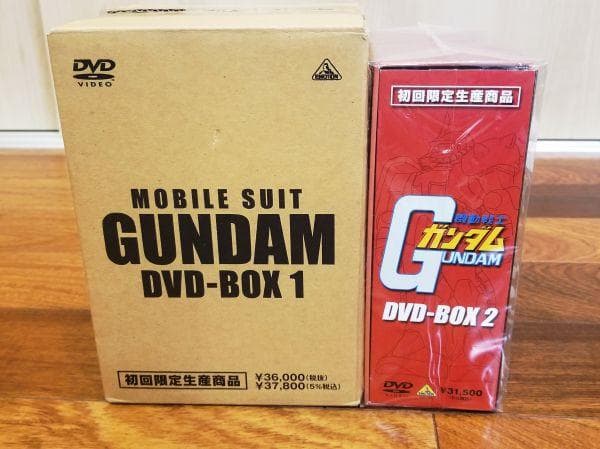 DVD
VIDEO
EMOTION
MOBILE SUIT
GUNDAM
DVD-BOX 1
初回限定生産商品
¥36,000(税抜)
¥37,800(5%税込)
初回限定生産商品
機動戦士
ガンダム
GUNDAM
DVD-BOX 2
DVD
¥31,500